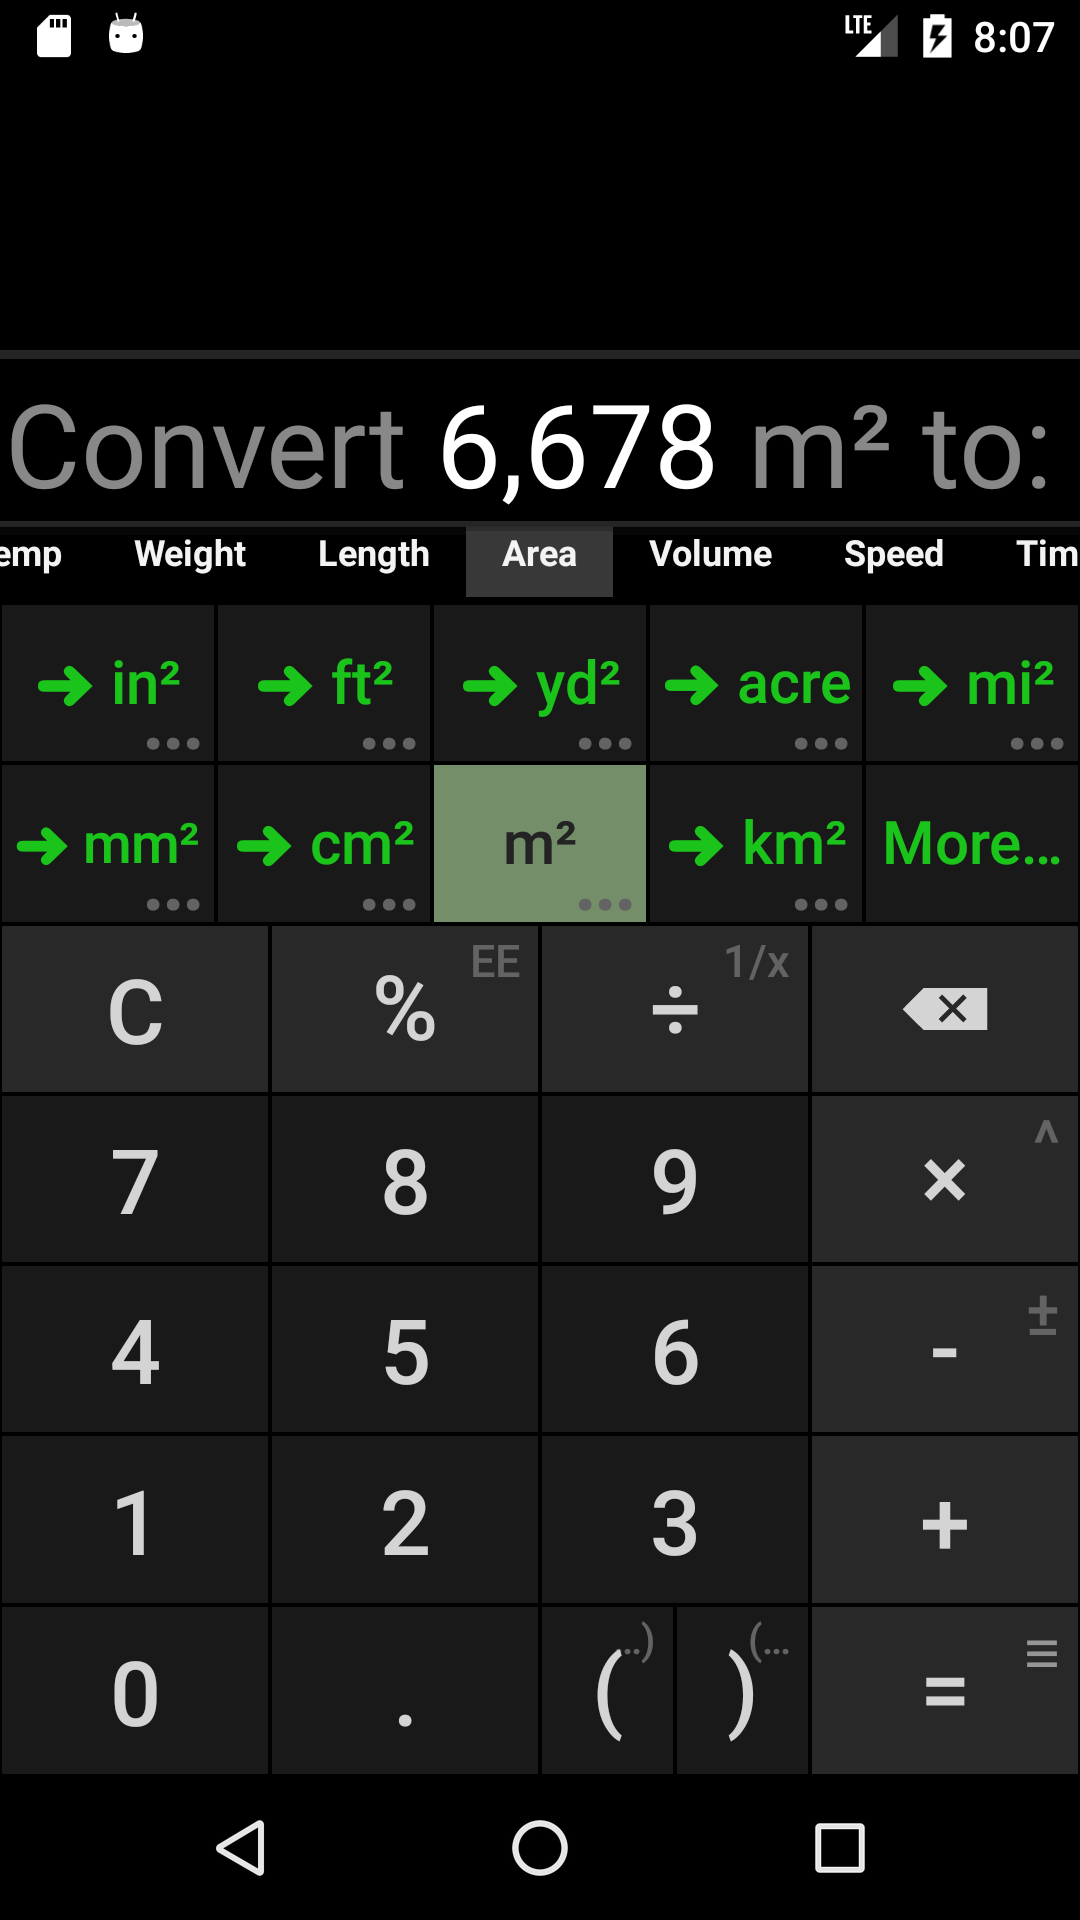 LTE 8:07
Convert 6,678 m² to:
emp Weight Length Area Volume Speed Tim
➔ in² ➔ ft² ➔ yd² ➔ acre ➔ mi²
➔ mm² ➔ cm² m² ➔ km² More...
C % EE ÷ 1/x
7 8 9 × ^
4 5 6 - ±
1 2 3 +
0 . ( ..) ) (... =